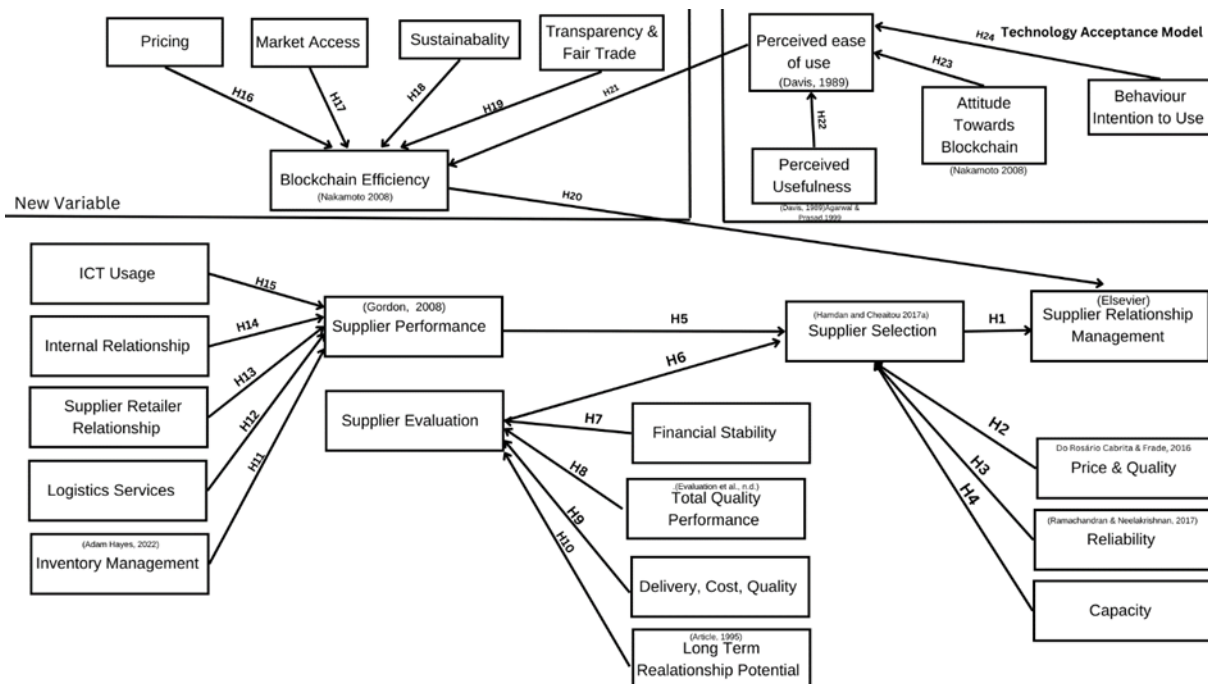 Pricing
Market Access
Sustainabality
Transparency &
Fair Trade
H16
H17
H18
H19
H21
Blockchain Efficiency
(Nakamoto 2008)
New Variable
Technology Acceptance Model
Perceived ease
of use
(Davis, 1989)
H24
H23
H22
Attitude
Towards
Blockchain
(Nakamoto 2008)
Behaviour
Intention to Use
Perceived
Usefulness
(Davis, 1989)Agarwal &
Prasad 1999
H20
ICT Usage
Internal Relationship
Supplier Retailer
Relationship
Logistics Services
(Adam Hayes, 2022)
Inventory Management
H15
H14
H13
H12
H11
(Gordon, 2008)
Supplier Performance
H5
Supplier Evaluation
H6
H7
H8
H9
H10
Financial Stability
.(Evaluation et al., n.d.)
Total Quality
Performance
Delivery, Cost, Quality
(Article, 1995)
Long Term
Realationship Potential
(Hamdan and Cheaitou 2017a)
Supplier Selection
H1
(Elsevier)
Supplier Relationship
Management
H2
H3
H4
Do Rosário Cabrita & Frade, 2016
Price & Quality
(Ramachandran & Neelakrishnan, 2017)
Reliability
Capacity